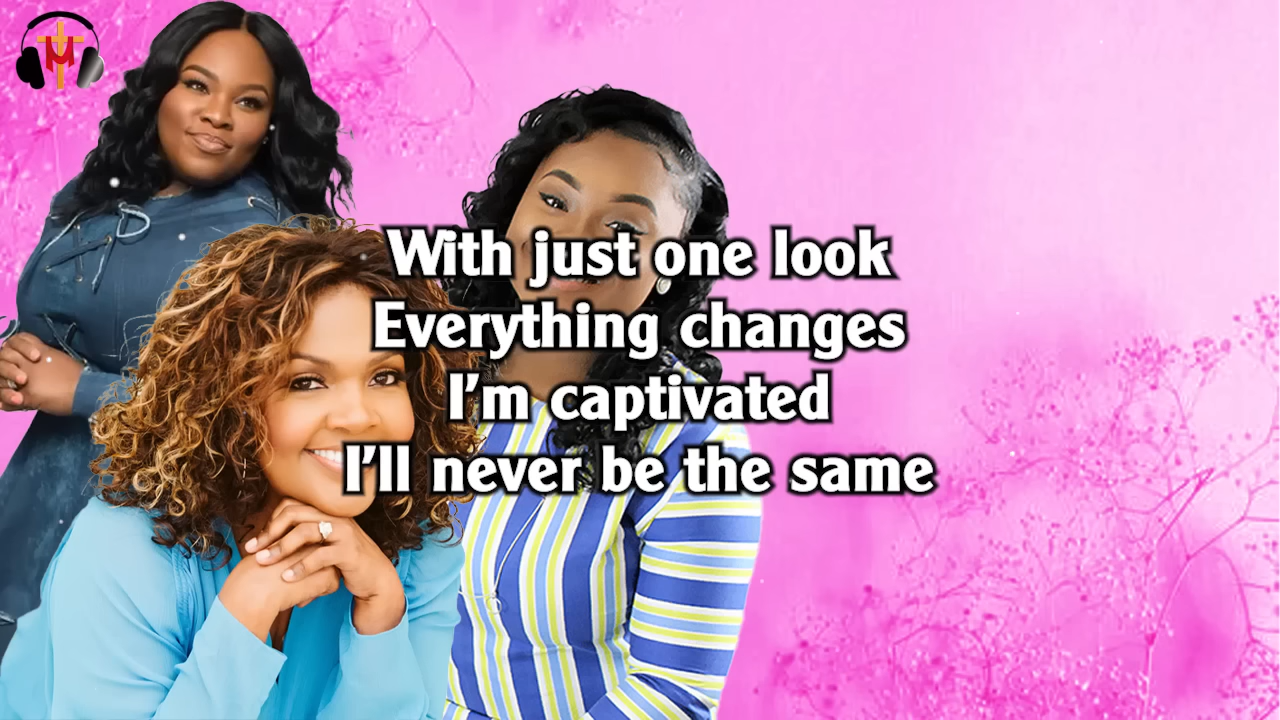 With just one look
Everything changes
I'm captivated
I'll never be the same